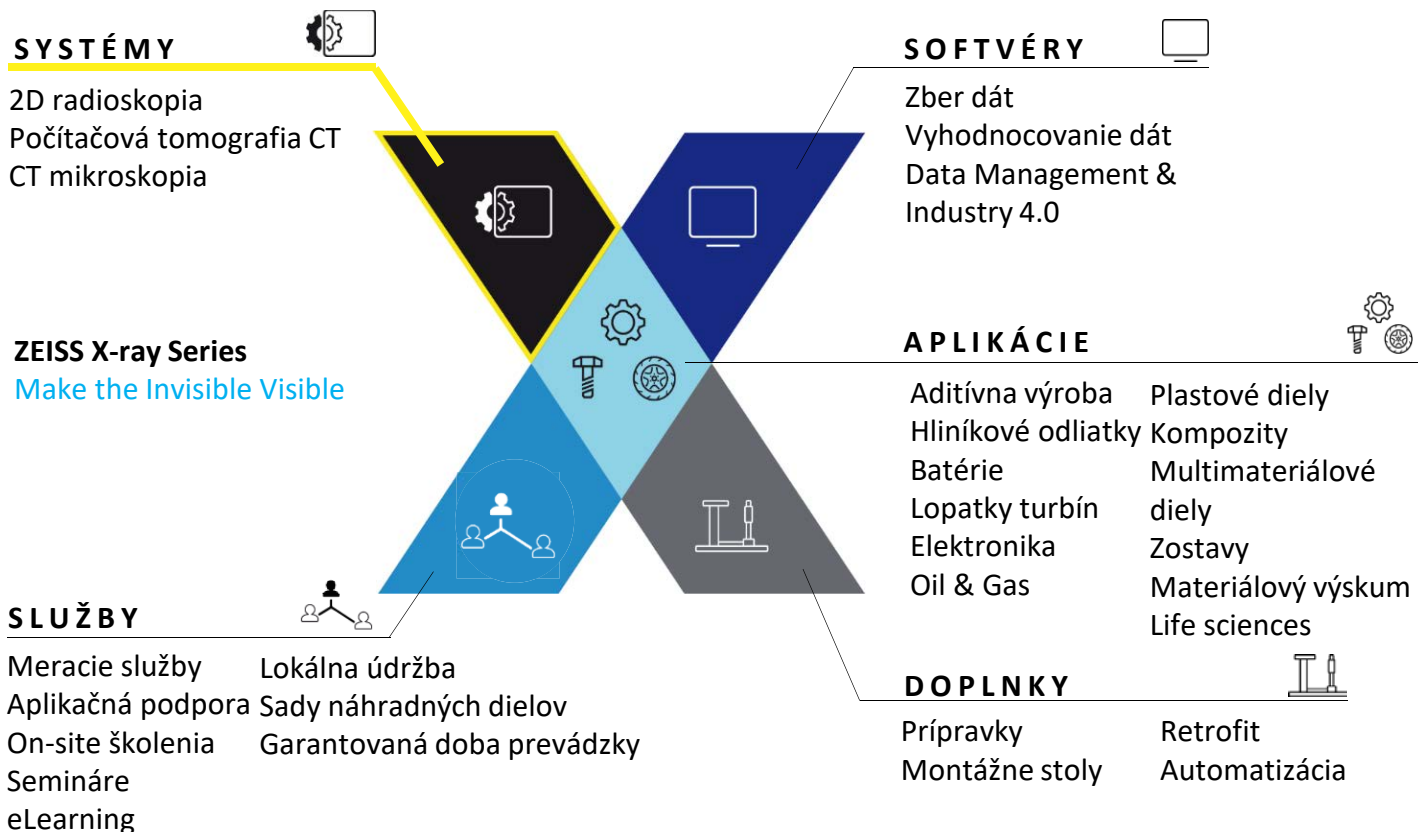 SYSTÉMY
2D radioskopia
Počítačová tomografia CT
CT mikroskopia
SOFTVÉRY
Zber dát
Vyhodnocovanie dát
Data Management &
Industry 4.0
ZEISS X-ray Series
Make the Invisible Visible
APLIKÁCIE
Aditívna výroba
Hliníkové odliatky
Batérie
Lopatky turbín
Elektronika
Oil & Gas
Plastové diely
Kompozity
Multimateriálové
diely
Zostavy
Materiálový výskum
Life sciences
SLUŽBY
Meracie služby
Aplikačná podpora
On-site školenia
Semináre
eLearning
Lokálna údržba
Sady náhradných dielov
Garantovaná doba prevádzky
DOPLNKY
Prípravky
Montážne stoly
Retrofit
Automatizácia